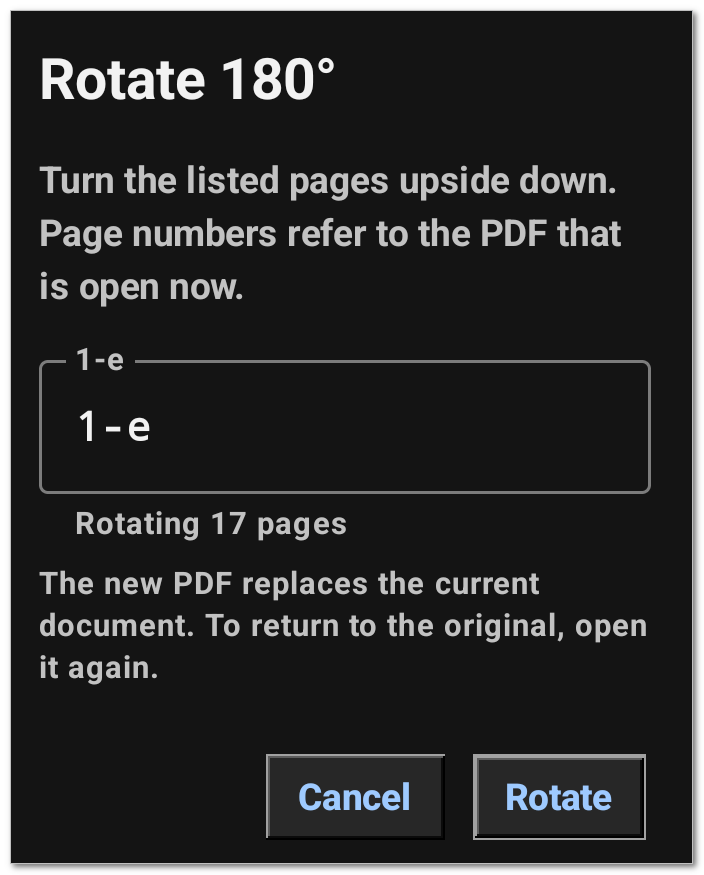 Rotate 180°
Turn the listed pages upside down.
Page numbers refer to the PDF that
is open now.
1-e
1-e
Rotating 17 pages
The new PDF replaces the current
document. To return to the original, open
it again.
Cancel
Rotate